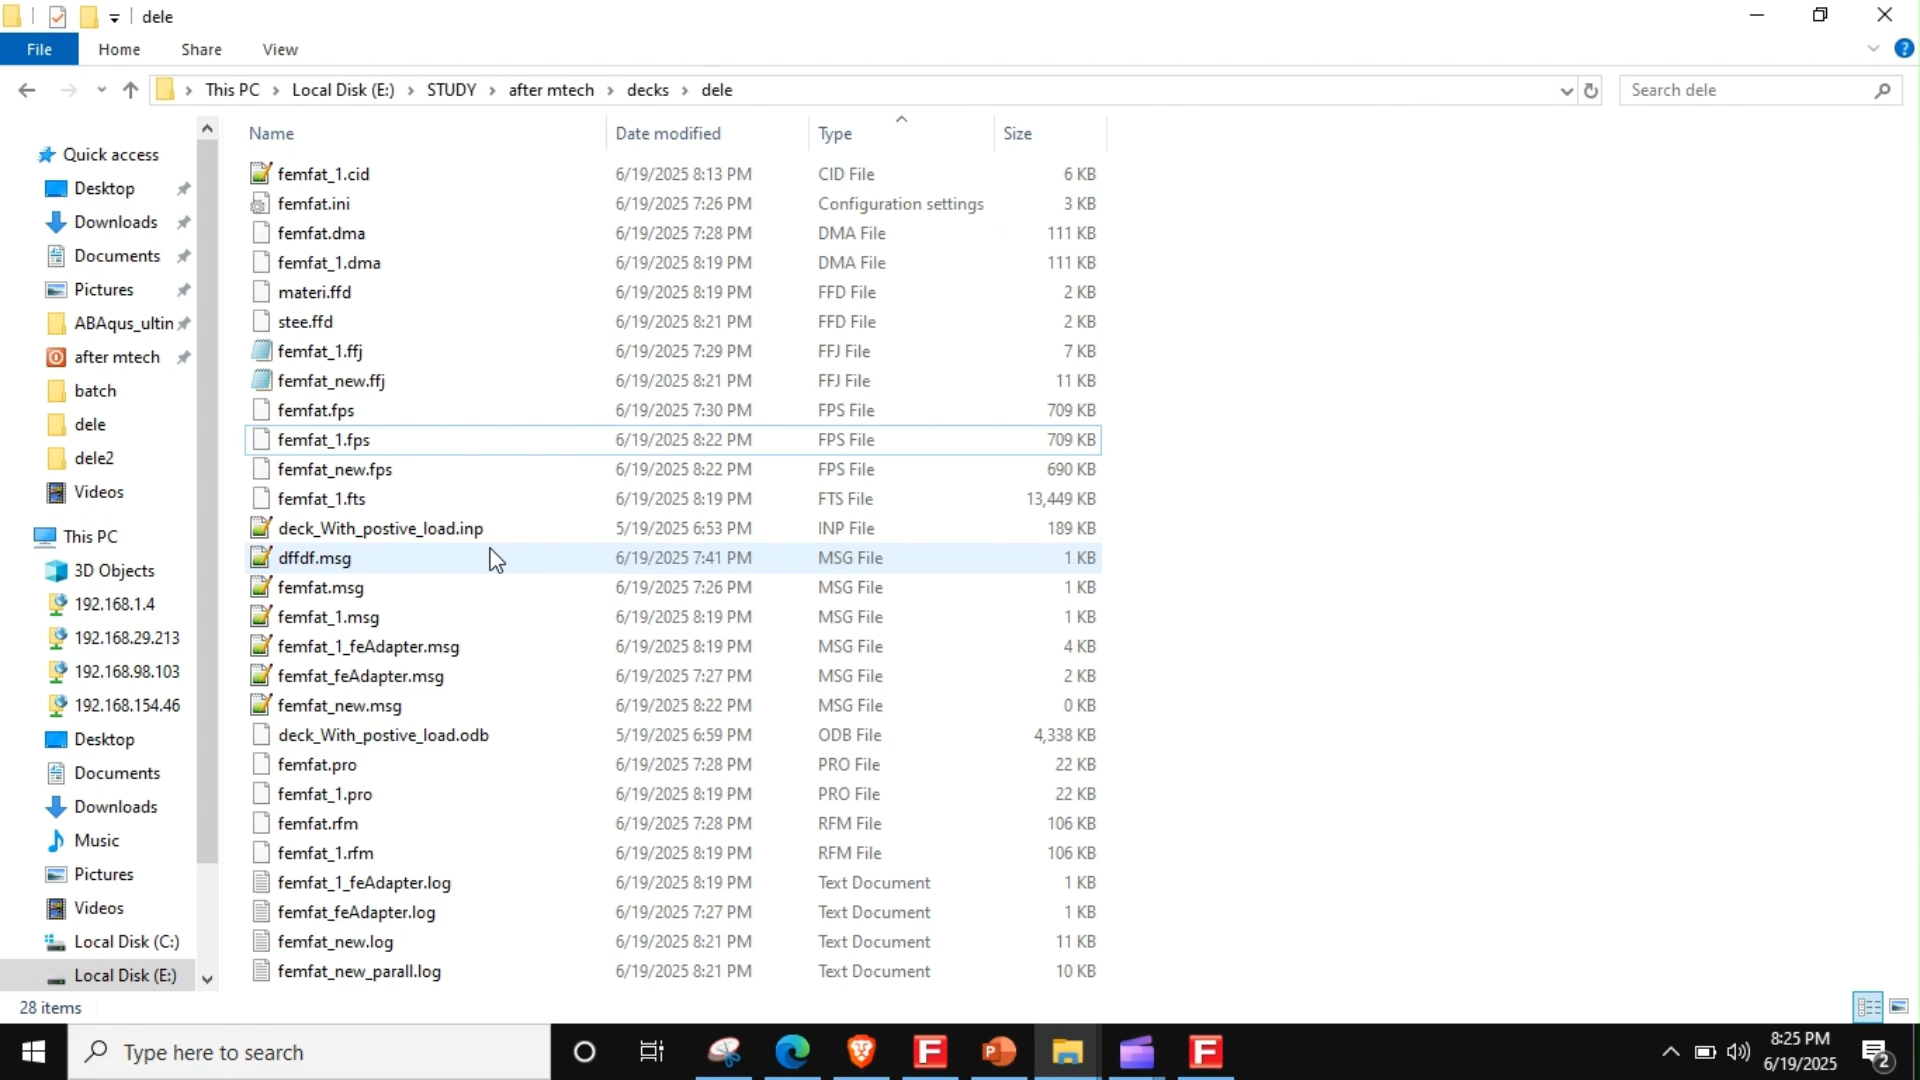 dele
File Home Share View
This PC Local Disk (E:) STUDY after mtech decks dele
Search dele
Name Date modified Type Size
Quick access
Desktop
Downloads
Documents
Pictures
ABAqus_ultin
after mtech
batch
dele
dele2
Videos
This PC
3D Objects
192.168.1.4
192.168.29.213
192.168.98.103
192.168.154.46
Desktop
Documents
Downloads
Music
Pictures
Videos
Local Disk (C:)
Local Disk (E:)
femfat_1.cid 6/19/2025 8:13 PM CID File 6 KB
femfat.ini 6/19/2025 7:26 PM Configuration settings 3 KB
femfat.dma 6/19/2025 7:28 PM DMA File 111 KB
femfat_1.dma 6/19/2025 8:19 PM DMA File 111 KB
materi.ffd 6/19/2025 8:19 PM FFD File 2 KB
stee.ffd 6/19/2025 8:21 PM FFD File 2 KB
femfat_1.ffj 6/19/2025 7:29 PM FFJ File 7 KB
femfat_new.ffj 6/19/2025 8:21 PM FFJ File 11 KB
femfat.fps 6/19/2025 7:30 PM FPS File 709 KB
femfat_1.fps 6/19/2025 8:22 PM FPS File 709 KB
femfat_new.fps 6/19/2025 8:22 PM FPS File 690 KB
femfat_1.fts 6/19/2025 8:19 PM FTS File 13,449 KB
deck_With_postive_load.inp 5/19/2025 6:53 PM INP File 189 KB
dffdf.msg 6/19/2025 7:41 PM MSG File 1 KB
femfat.msg 6/19/2025 7:26 PM MSG File 1 KB
femfat_1.msg 6/19/2025 8:19 PM MSG File 1 KB
femfat_1_feAdapter.msg 6/19/2025 8:19 PM MSG File 4 KB
femfat_feAdapter.msg 6/19/2025 7:27 PM MSG File 2 KB
femfat_new.msg 6/19/2025 8:22 PM MSG File 0 KB
deck_With_postive_load.odb 5/19/2025 6:59 PM ODB File 4,338 KB
femfat.pro 6/19/2025 7:28 PM PRO File 22 KB
femfat_1.pro 6/19/2025 8:19 PM PRO File 22 KB
femfat.rfm 6/19/2025 7:28 PM RFM File 106 KB
femfat_1.rfm 6/19/2025 8:19 PM RFM File 106 KB
femfat_1_feAdapter.log 6/19/2025 8:19 PM Text Document 1 KB
femfat_feAdapter.log 6/19/2025 7:27 PM Text Document 1 KB
femfat_new.log 6/19/2025 8:21 PM Text Document 11 KB
femfat_new_parall.log 6/19/2025 8:21 PM Text Document 10 KB
28 items
Type here to search
8:25 PM
6/19/2025
2